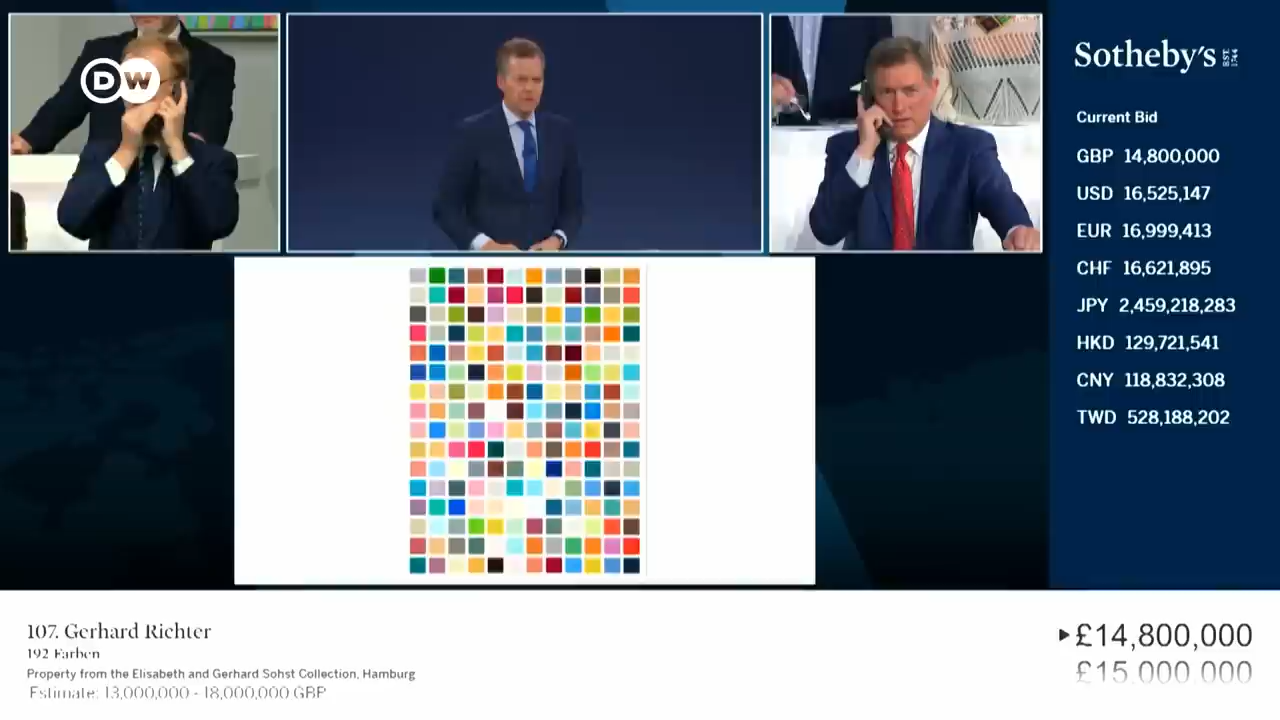 DW
Sotheby's EST. 1744
Current Bid
GBP 14,800,000
USD 16,525,147
EUR 16,999,413
CHF 16,621,895
JPY 2,459,218,283
HKD 129,721,541
CNY 118,832,308
TWD 528,188,202
107. Gerhard Richter
192 Farben
Property from the Elisabeth and Gerhard Sohst Collection, Hamburg
Estimate: 13,000,000 - 18,000,000 GBP
£14,800,000
£15,000,000